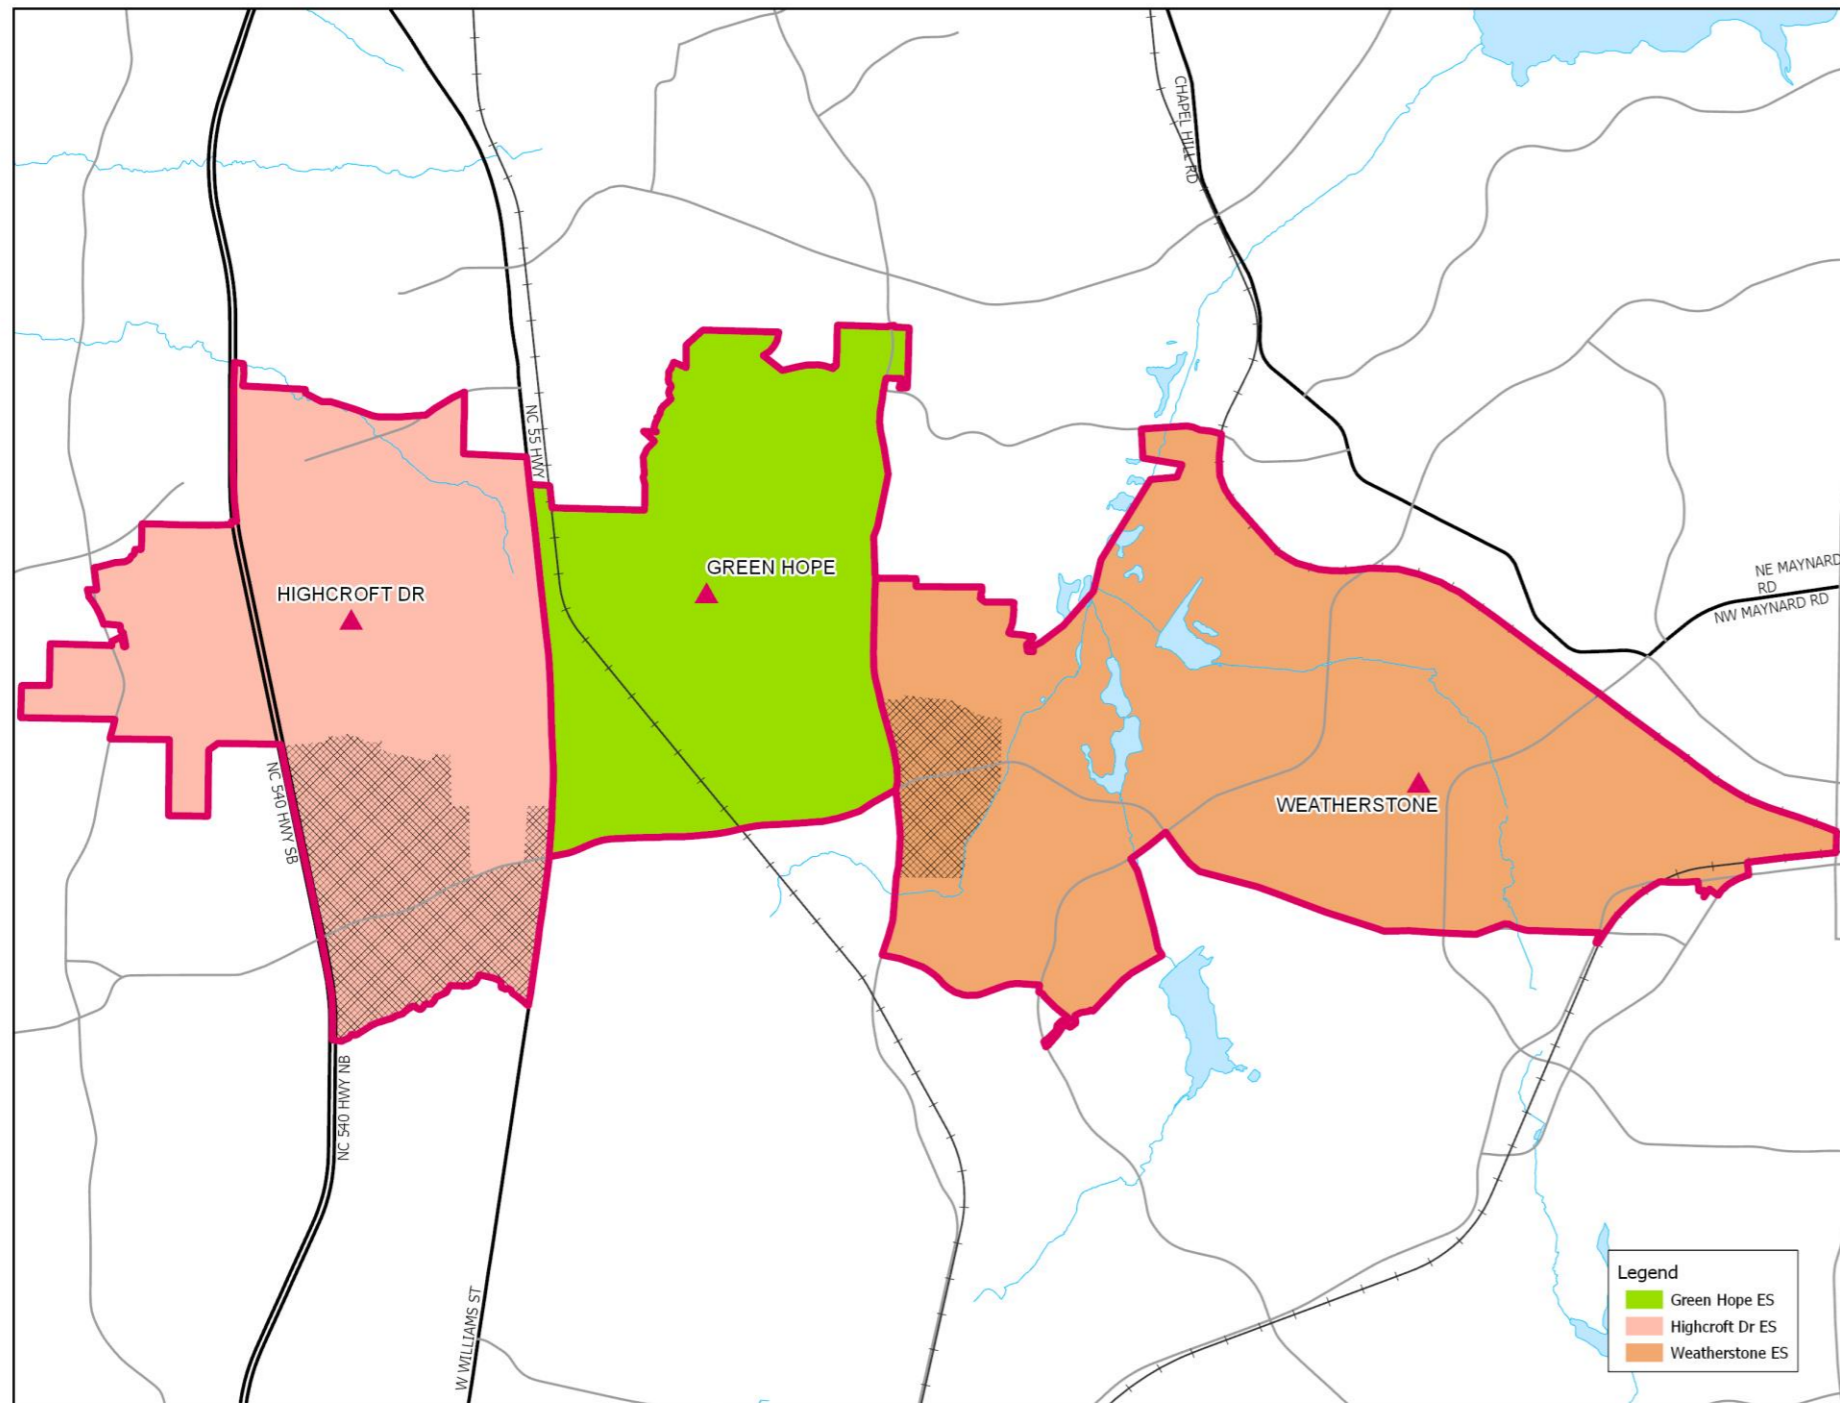 CHAPEL HILL RD
NC 55 HWY
NE MAYNARD
RD
NW MAYNARD RD
GREEN HOPE
HIGHCROFT DR
WEATHERSTONE
NC 540 HWY SB
NC 540 HWY NB
W WILLIAMS ST
Legend
Green Hope ES
Highcroft Dr ES
Weatherstone ES